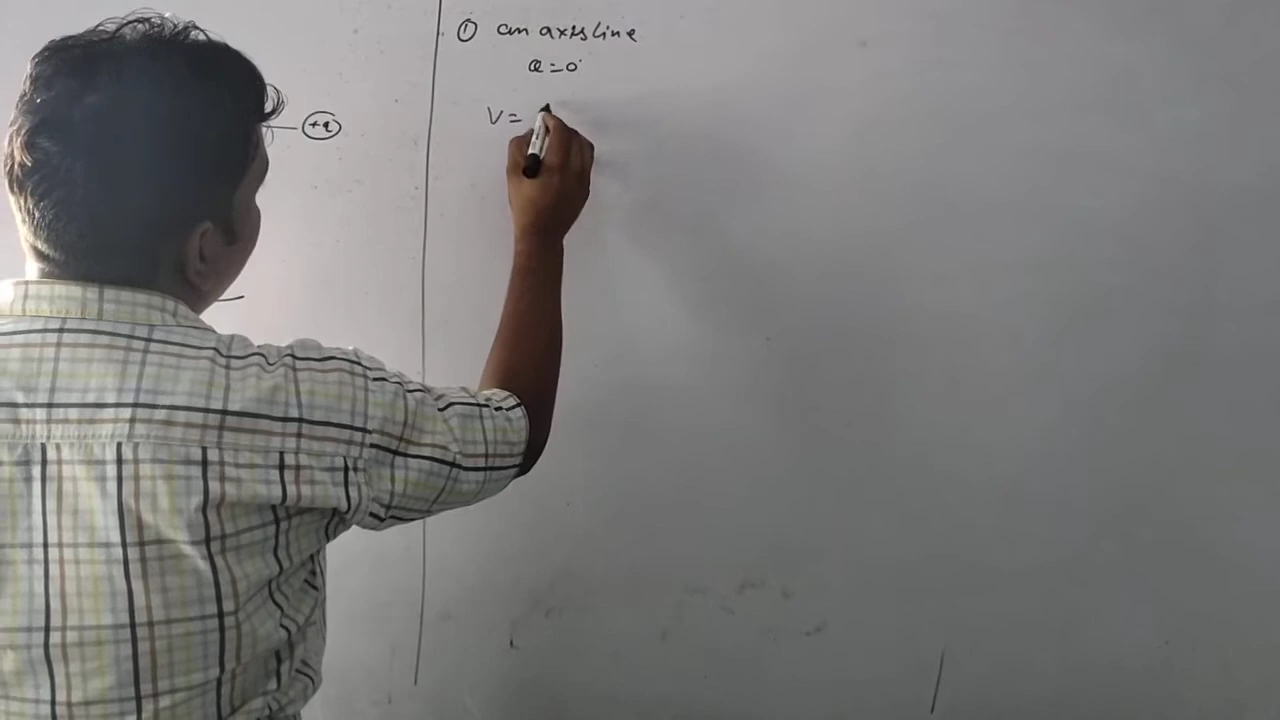 ① on axis line
Q = 0°
V =
+q